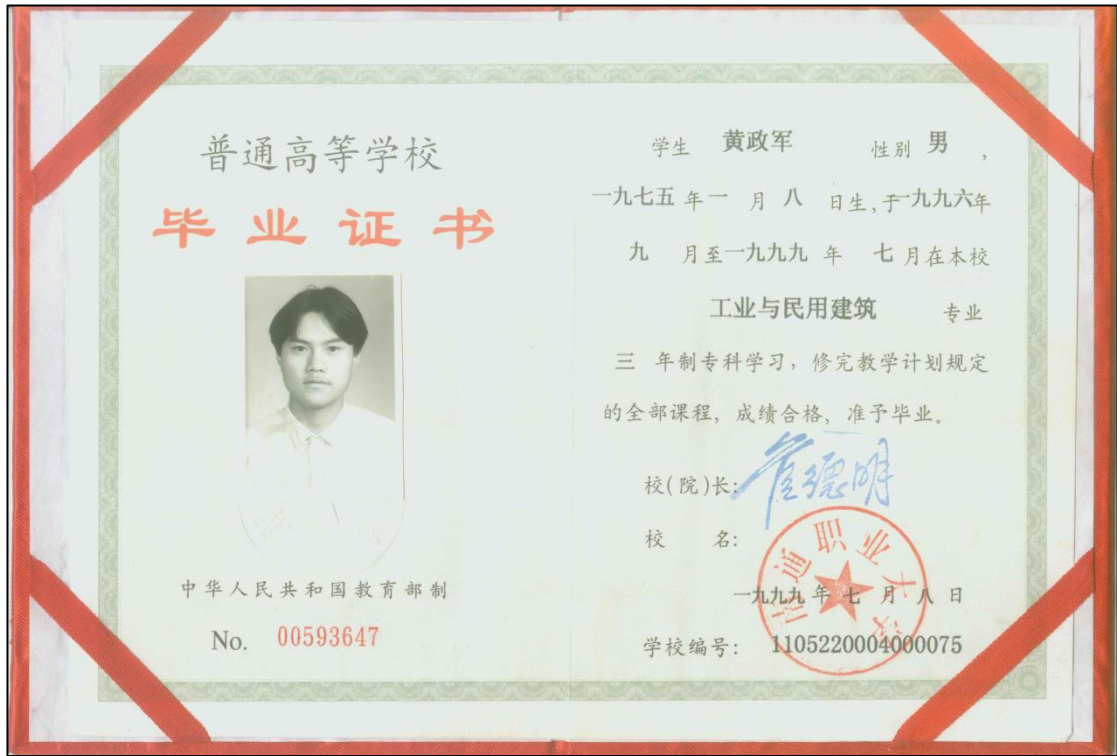 普通高等学校
毕业证书
中华人民共和国教育部制
No. 00593647
学生 黄政军 性别 男,
一九七五年一月八日生,于一九九六年
九月至一九九九年七月在本校
工业与民用建筑 专业
三年制专科学习,修完教学计划规定
的全部课程,成绩合格,准予毕业。
校(院)长:
校名:
南通职业大学
一九九九年七月八日
学校编号: 1105220004000075